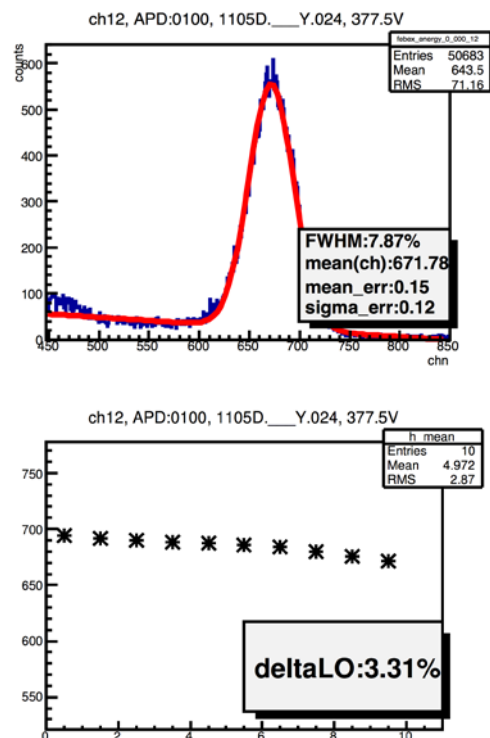 ch12, APD:0100, 1105D.___Y.024, 377.5V
febex_energy_0_000_12
Entries 50683
Mean 643.5
RMS 71.16
counts
600
500
400
300
200
100
0
FWHM:7.87%
mean(ch):671.78
mean_err:0.15
sigma_err:0.12
450 500 550 600 650 700 750 800 850
chn
ch12, APD:0100, 1105D.___Y.024, 377.5V
h_mean
Entries 10
Mean 4.972
RMS 2.87
750
700
650
600
550
deltaLO:3.31%
0 2 4 6 8 10